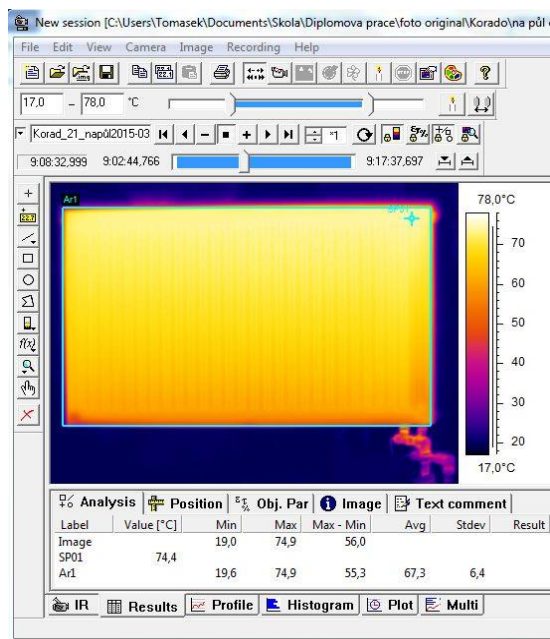 New session [C:\Users\Tomasek\Documents\Skola\Diplomova prace\foto original\Korado\na půl
File Edit View Camera Image Recording Help
17,0 – 78,0 °C
Korad_21_napůl2015-03 x1
9:08:32,999 9:02:44,766 9:17:37,697
Ar1 SP01
78,0°C
70
60
50
40
30
20
17,0°C
f(x)
Analysis Position Obj. Par Image Text comment
Label Value [°C] Min Max Max - Min Avg Stdev Result
Image 19,0 74,9 56,0
SP01 74,4
Ar1 19,6 74,9 55,3 67,3 6,4
IR Results Profile Histogram Plot Multi